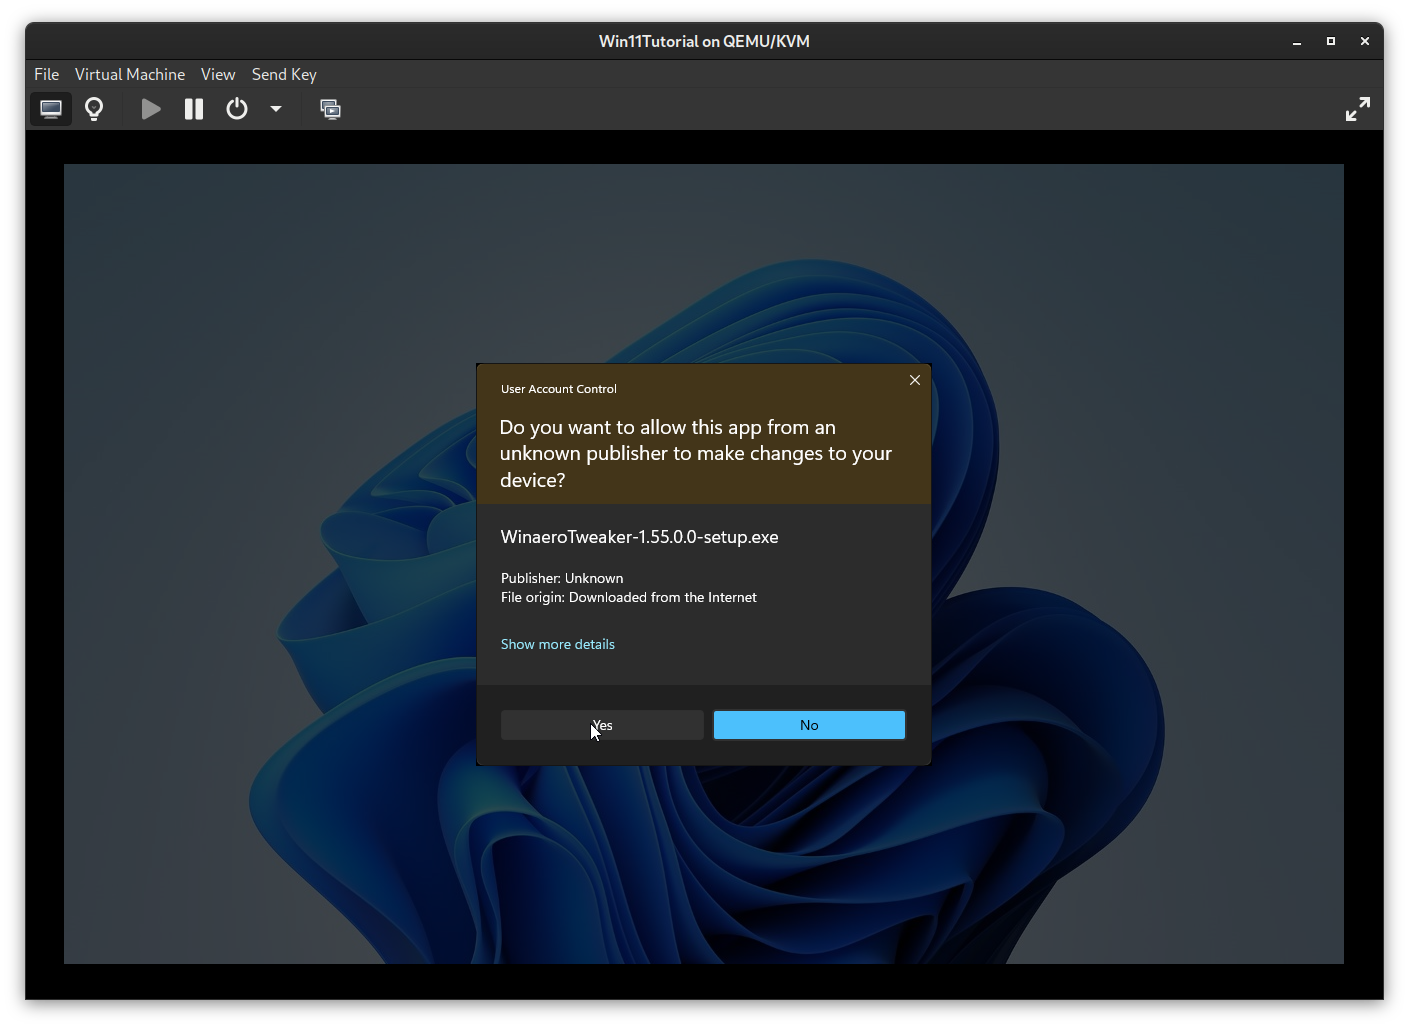 Win11Tutorial on QEMU/KVM
File Virtual Machine View Send Key
User Account Control
Do you want to allow this app from an
unknown publisher to make changes to your
device?
WinaeroTweaker-1.55.0.0-setup.exe
Publisher: Unknown
File origin: Downloaded from the Internet
Show more details
Yes No